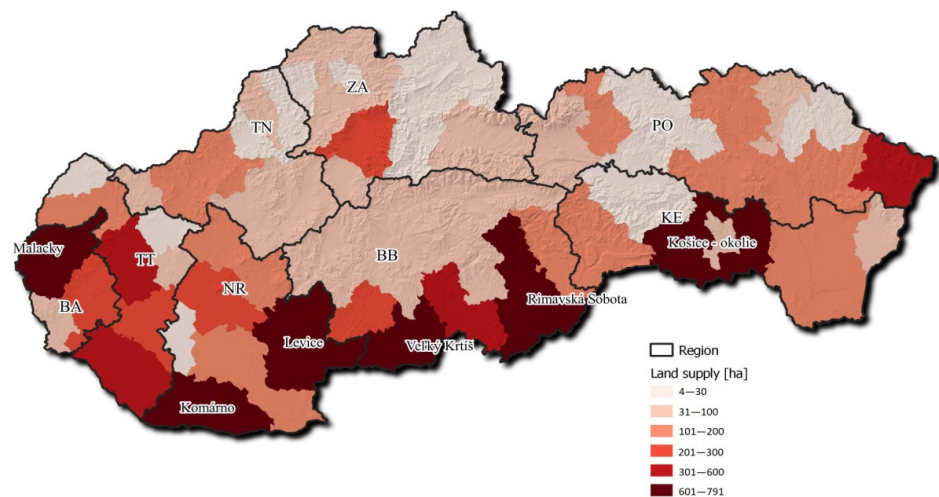 ZA
TN
PO
KE
Malacky
Košice - okolie
TT
BB
NR
BA
Rimavská Sobota
Levice
Veľký Krtíš
Komárno
Region
Land supply [ha]
4—30
31—100
101—200
201—300
301—600
601—791